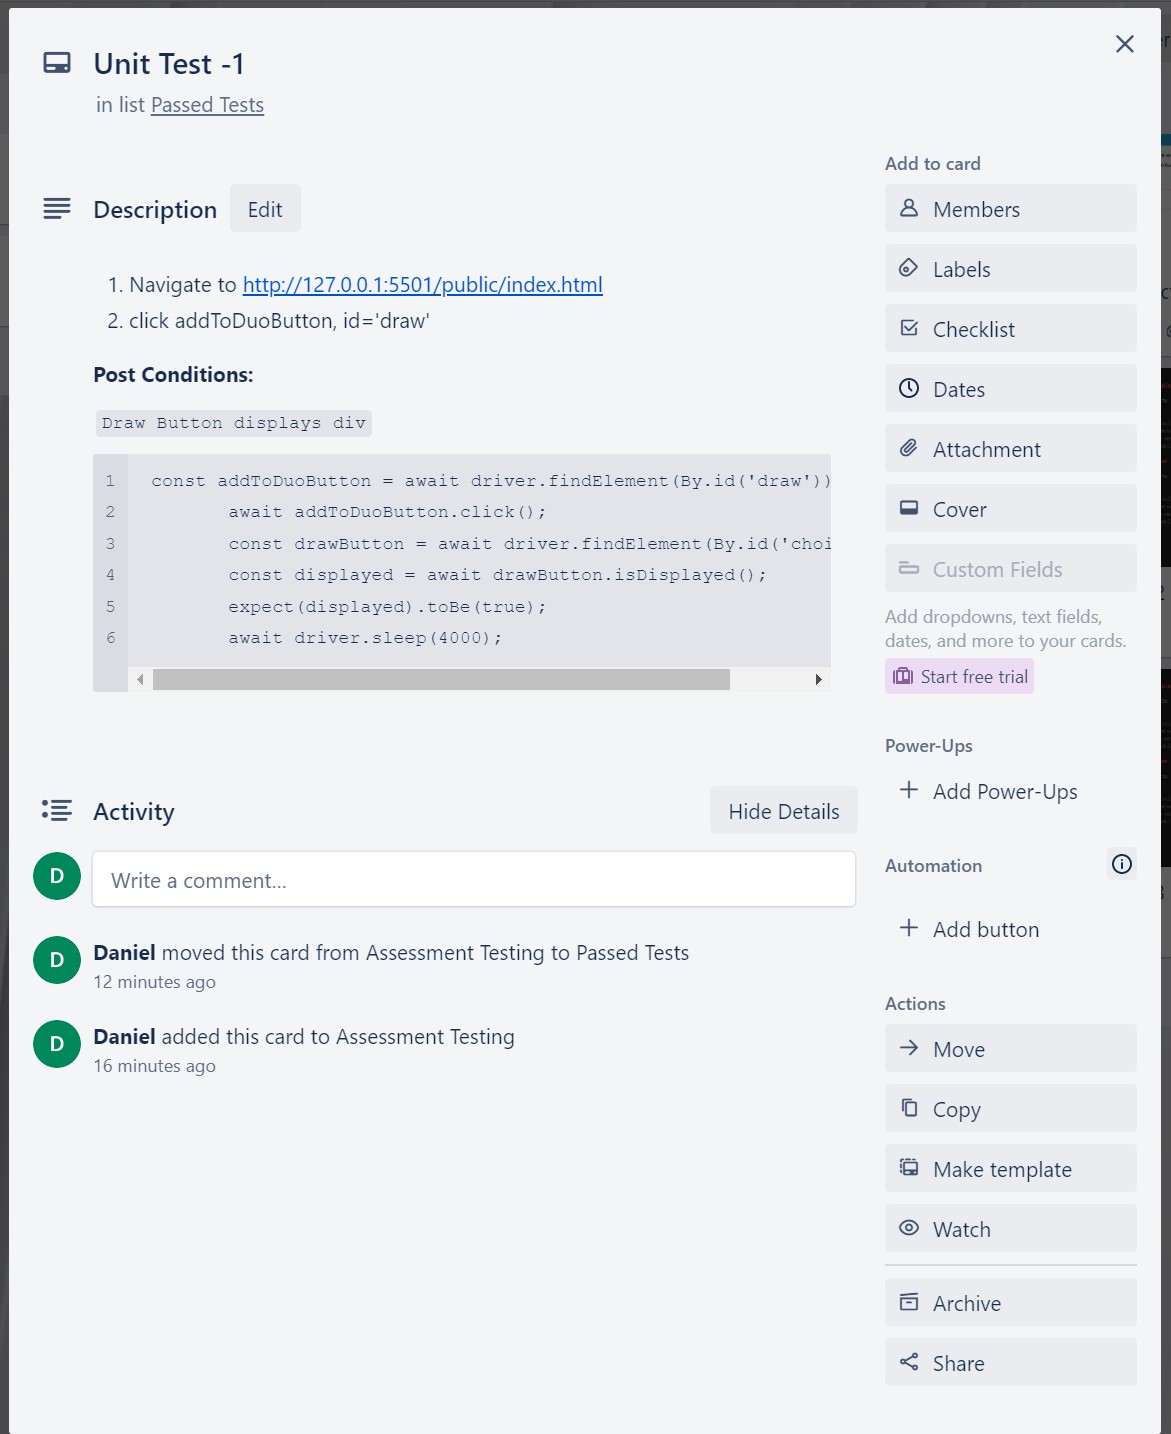 Unit Test -1
in list Passed Tests
Description Edit
1. Navigate to http://127.0.0.1:5501/public/index.html
2. click addToDuoButton, id='draw'
Post Conditions:
Draw Button displays div
1 const addToDuoButton = await driver.findElement(By.id('draw'))
2 await addToDuoButton.click();
3 const drawButton = await driver.findElement(By.id('choi
4 const displayed = await drawButton.isDisplayed();
5 expect(displayed).toBe(true);
6 await driver.sleep(4000);
Activity Hide Details
D Write a comment...
D Daniel moved this card from Assessment Testing to Passed Tests
12 minutes ago
D Daniel added this card to Assessment Testing
16 minutes ago
Add to card
Members
Labels
Checklist
Dates
Attachment
Cover
Custom Fields
Add dropdowns, text fields,
dates, and more to your cards.
Start free trial
Power-Ups
+ Add Power-Ups
Automation
+ Add button
Actions
Move
Copy
Make template
Watch
Archive
Share